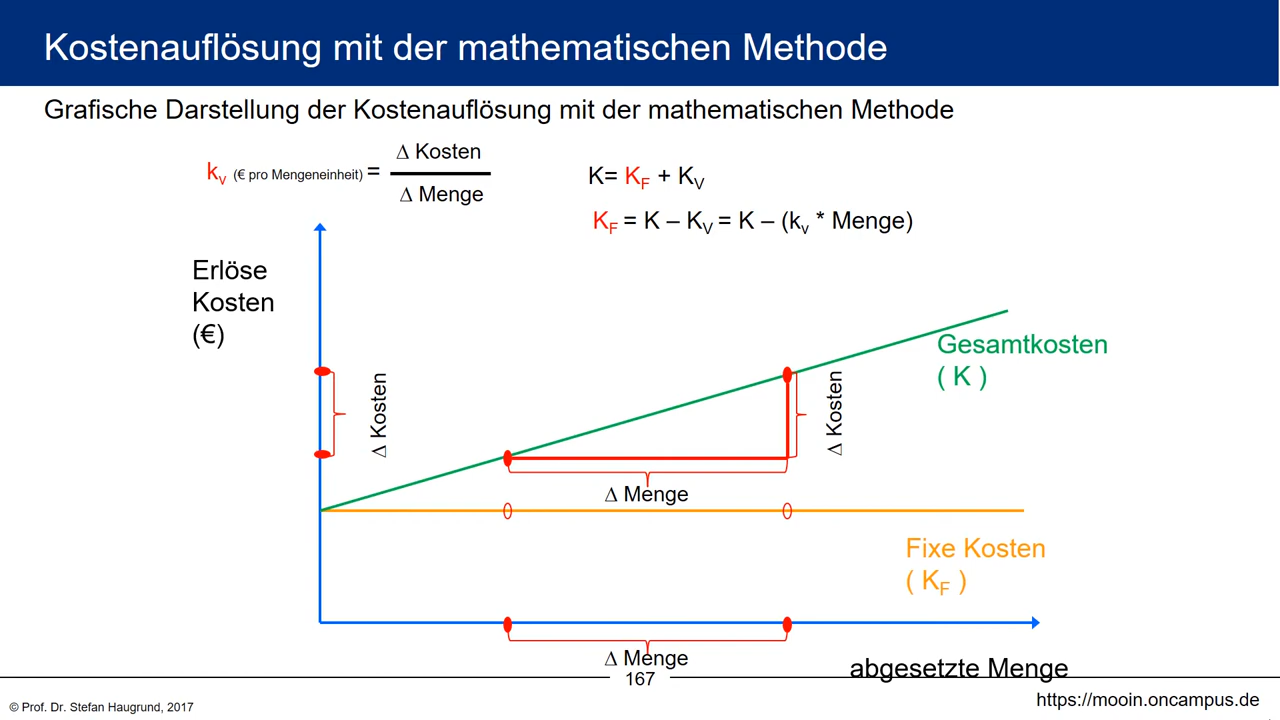 Kostenauflösung mit der mathematischen Methode
Grafische Darstellung der Kostenauflösung mit der mathematischen Methode
kv (€ pro Mengeneinheit) = Δ Kosten
Δ Menge
K= KF + KV
KF = K – KV = K – (kv * Menge)
Erlöse
Kosten
(€)
Gesamtkosten
( K )
Δ Kosten
Δ Kosten
Δ Menge
Fixe Kosten
( KF )
Δ Menge
abgesetzte Menge
167
© Prof. Dr. Stefan Haugrund, 2017
https://mooin.oncampus.de